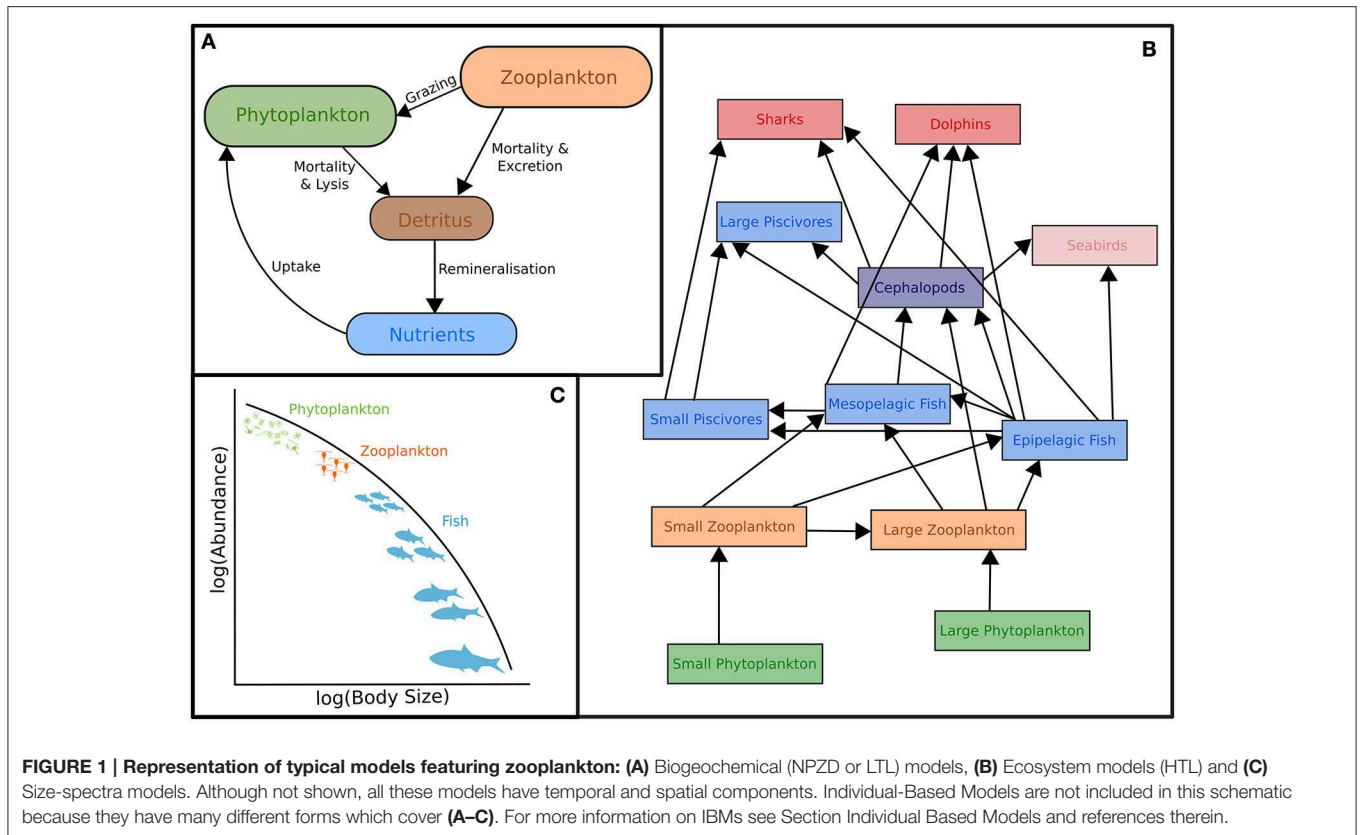 A
Zooplankton
Grazing
Phytoplankton
Mortality
& Lysis
Mortality &
Excretion
Detritus
Uptake
Remineralisation
Nutrients
B
Sharks
Dolphins
Large Piscivores
Seabirds
Cephalopods
Mesopelagic Fish
Small Piscivores
Epipelagic Fish
Small Zooplankton
Large Zooplankton
Large Phytoplankton
Small Phytoplankton
C
Phytoplankton
Zooplankton
Fish
log(Abundance)
log(Body Size)
FIGURE 1 | Representation of typical models featuring zooplankton: (A) Biogeochemical (NPZD or LTL) models, (B) Ecosystem models (HTL) and (C)
Size-spectra models. Although not shown, all these models have temporal and spatial components. Individual-Based Models are not included in this schematic
because they have many different forms which cover (A–C). For more information on IBMs see Section Individual Based Models and references therein.